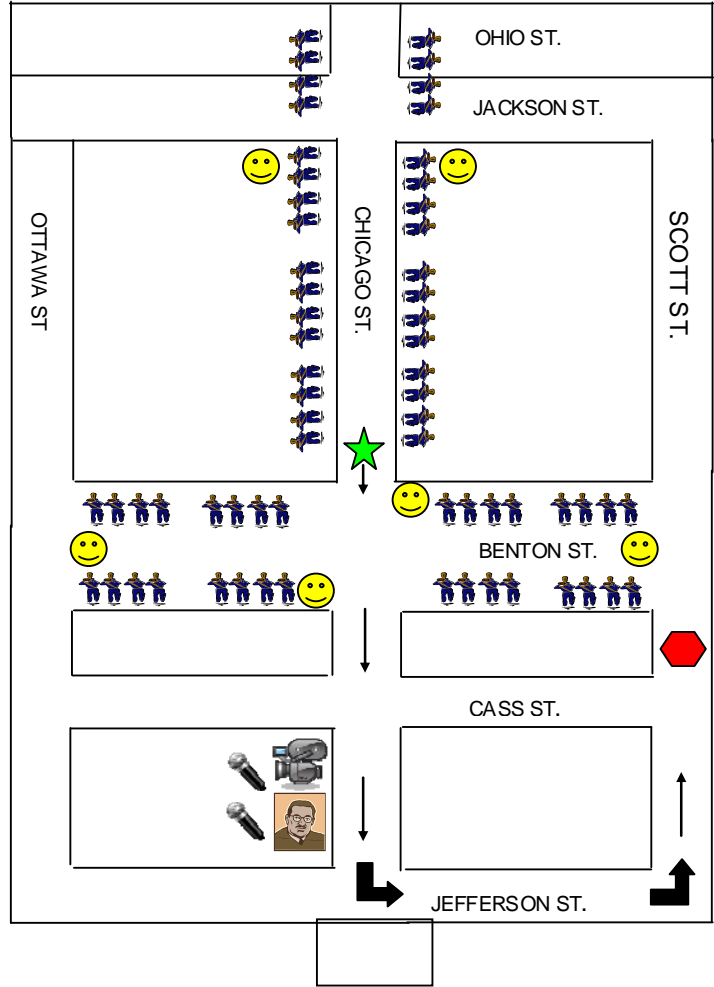 OHIO ST.
JACKSON ST.
OTTAWA ST
CHICAGO ST.
SCOTT ST.
BENTON ST.
CASS ST.
JEFFERSON ST.